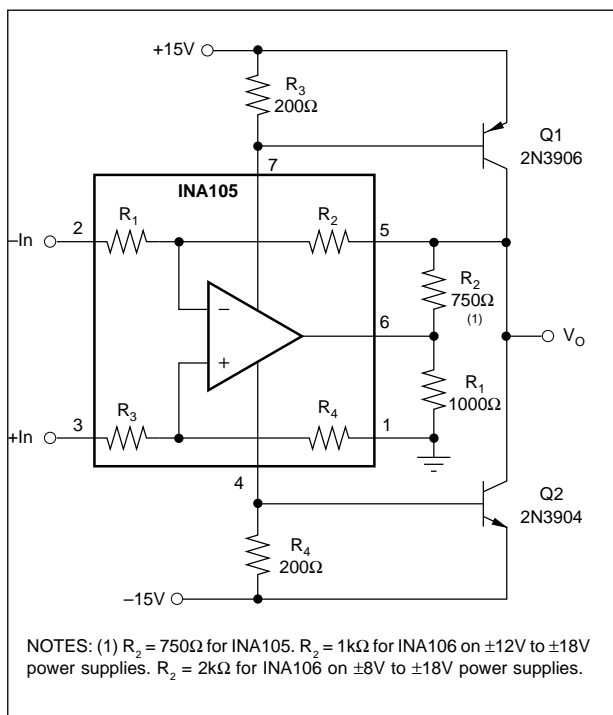 +15V
R3
200Ω
Q1
2N3906
7
INA105
–In
2
R1
R2
5
R2
750Ω
(1)
–
6
VO
+
R1
1000Ω
+In
3
R3
R4
1
4
Q2
2N3904
R4
200Ω
–15V
NOTES: (1) R2 = 750Ω for INA105. R2 = 1kΩ for INA106 on ±12V to ±18V
power supplies. R2 = 2kΩ for INA106 on ±8V to ±18V power supplies.